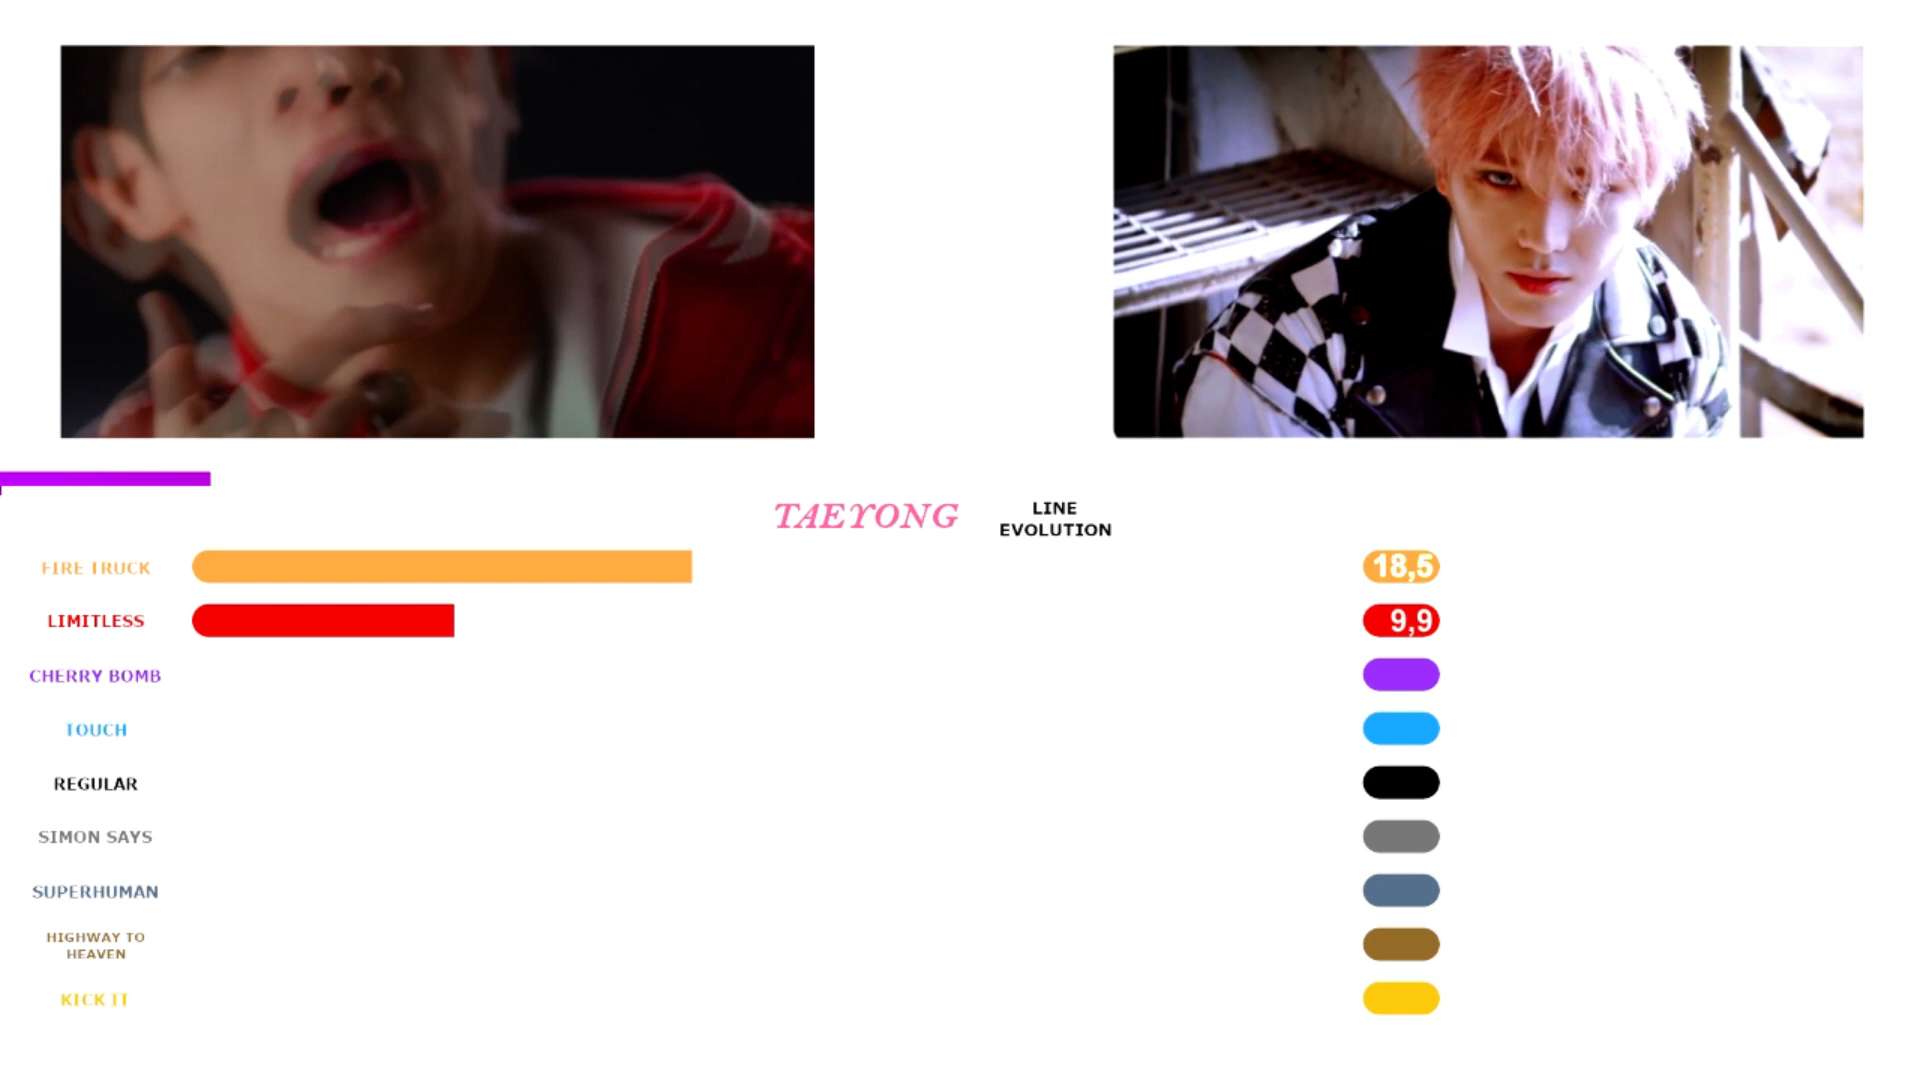 TAEYONG
LINE
EVOLUTION
FIRE TRUCK
18,5
LIMITLESS
9,9
CHERRY BOMB
TOUCH
REGULAR
SIMON SAYS
SUPERHUMAN
HIGHWAY TO
HEAVEN
KICK IT